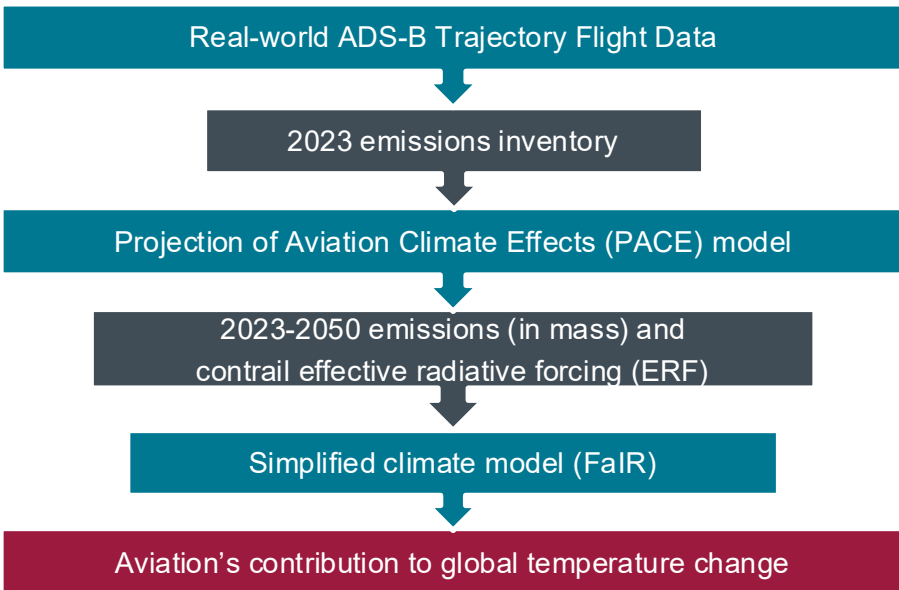 Real-world ADS-B Trajectory Flight Data
2023 emissions inventory
Projection of Aviation Climate Effects (PACE) model
2023-2050 emissions (in mass) and
contrail effective radiative forcing (ERF)
Simplified climate model (FaIR)
Aviation’s contribution to global temperature change